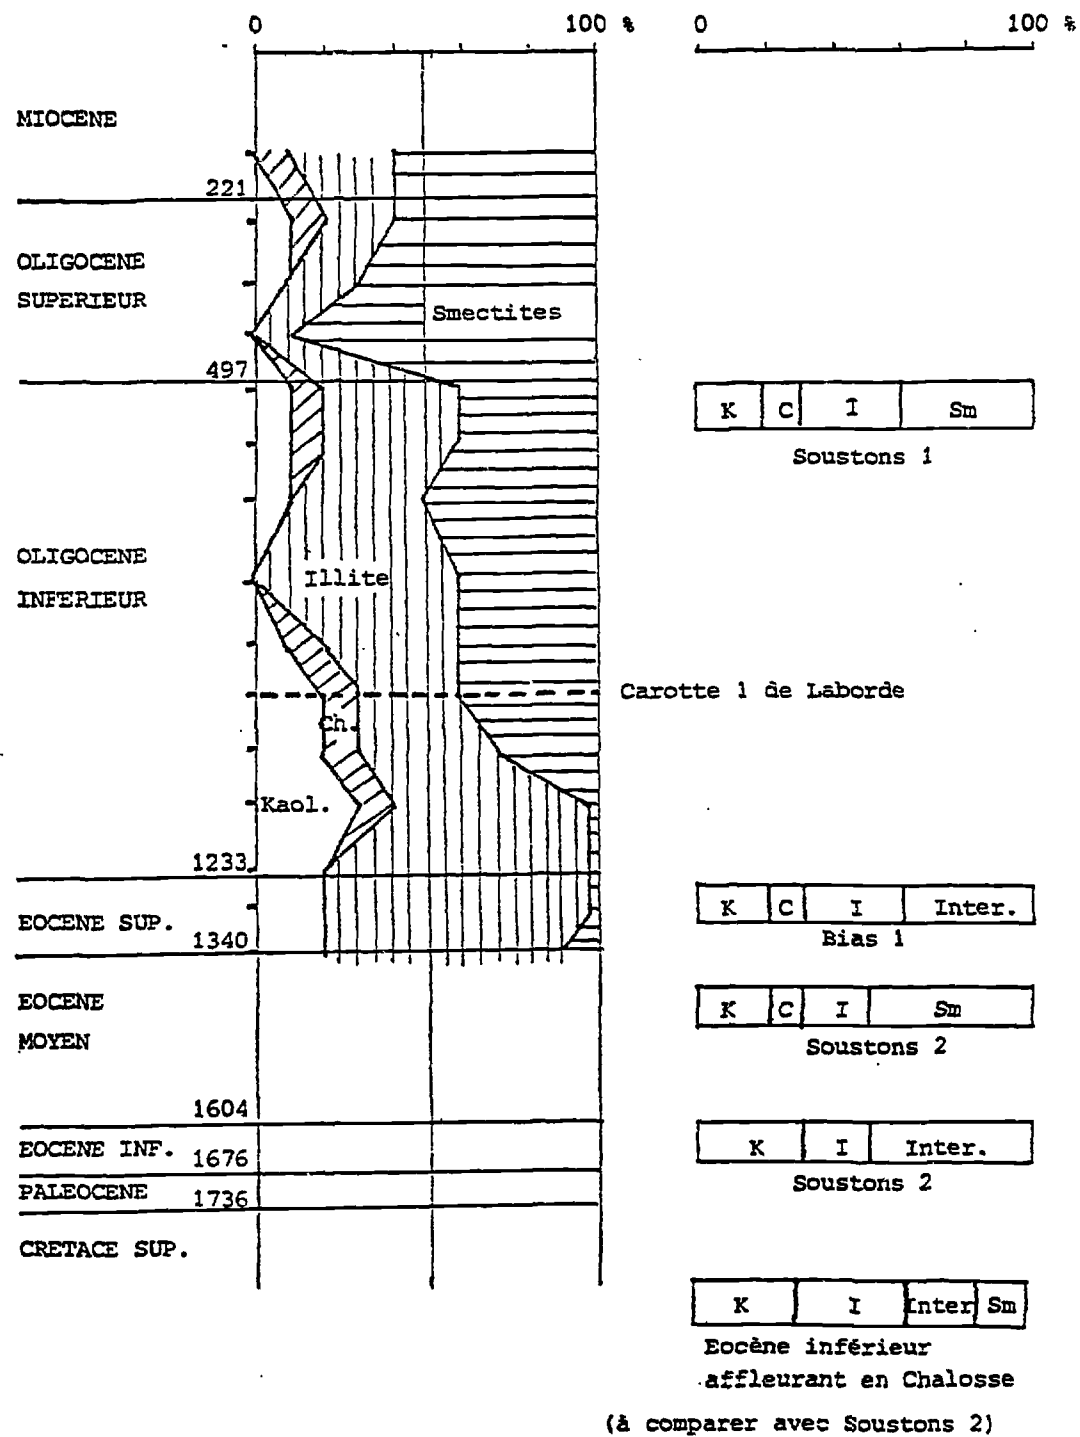 0 100 % 0 100 %
MIOCENE
221
OLIGOCENE
SUPERIEUR
Smectites
497
K C I Sm
Soustons 1
OLIGOCENE
Illite
INFERIEUR
Carotte 1 de Laborde
Ch.
Kaol.
1233
K C I Inter.
EOCENE SUP.
Bias 1
1340
EOCENE
K C I Sm
MOYEN
Soustons 2
1604
EOCENE INF.
K I Inter.
1676
Soustons 2
PALEOCENE
1736
CRETACE SUP.
K I Inter Sm
Eocène inférieur
affleurant en Chalosse
(à comparer avec Soustons 2)